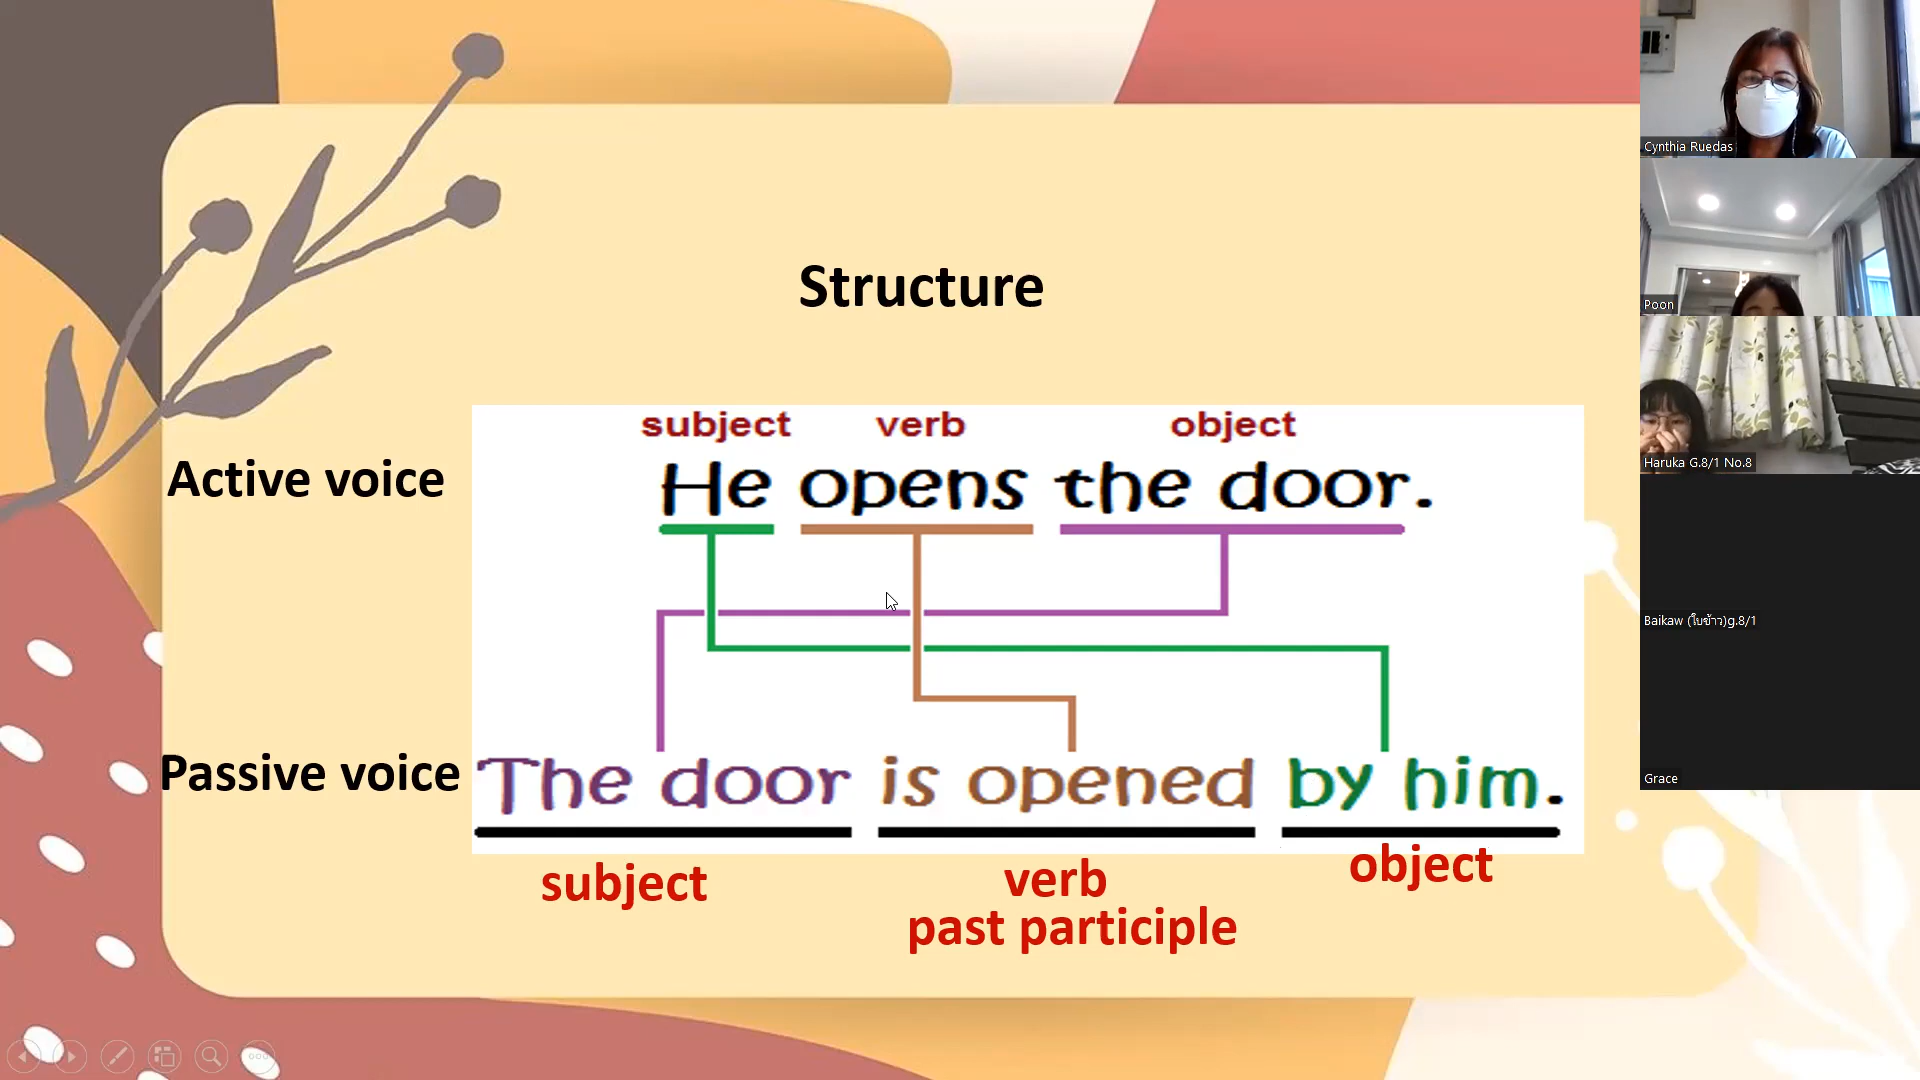 Structure
subject verb object
Active voice He opens the door.
Passive voice The door is opened by him.
subject verb object
past participle
Cynthia Ruedas
Poon
Haruka G.8/1 No.8
Baikaw (ใบข้าว)g.8/1
Grace